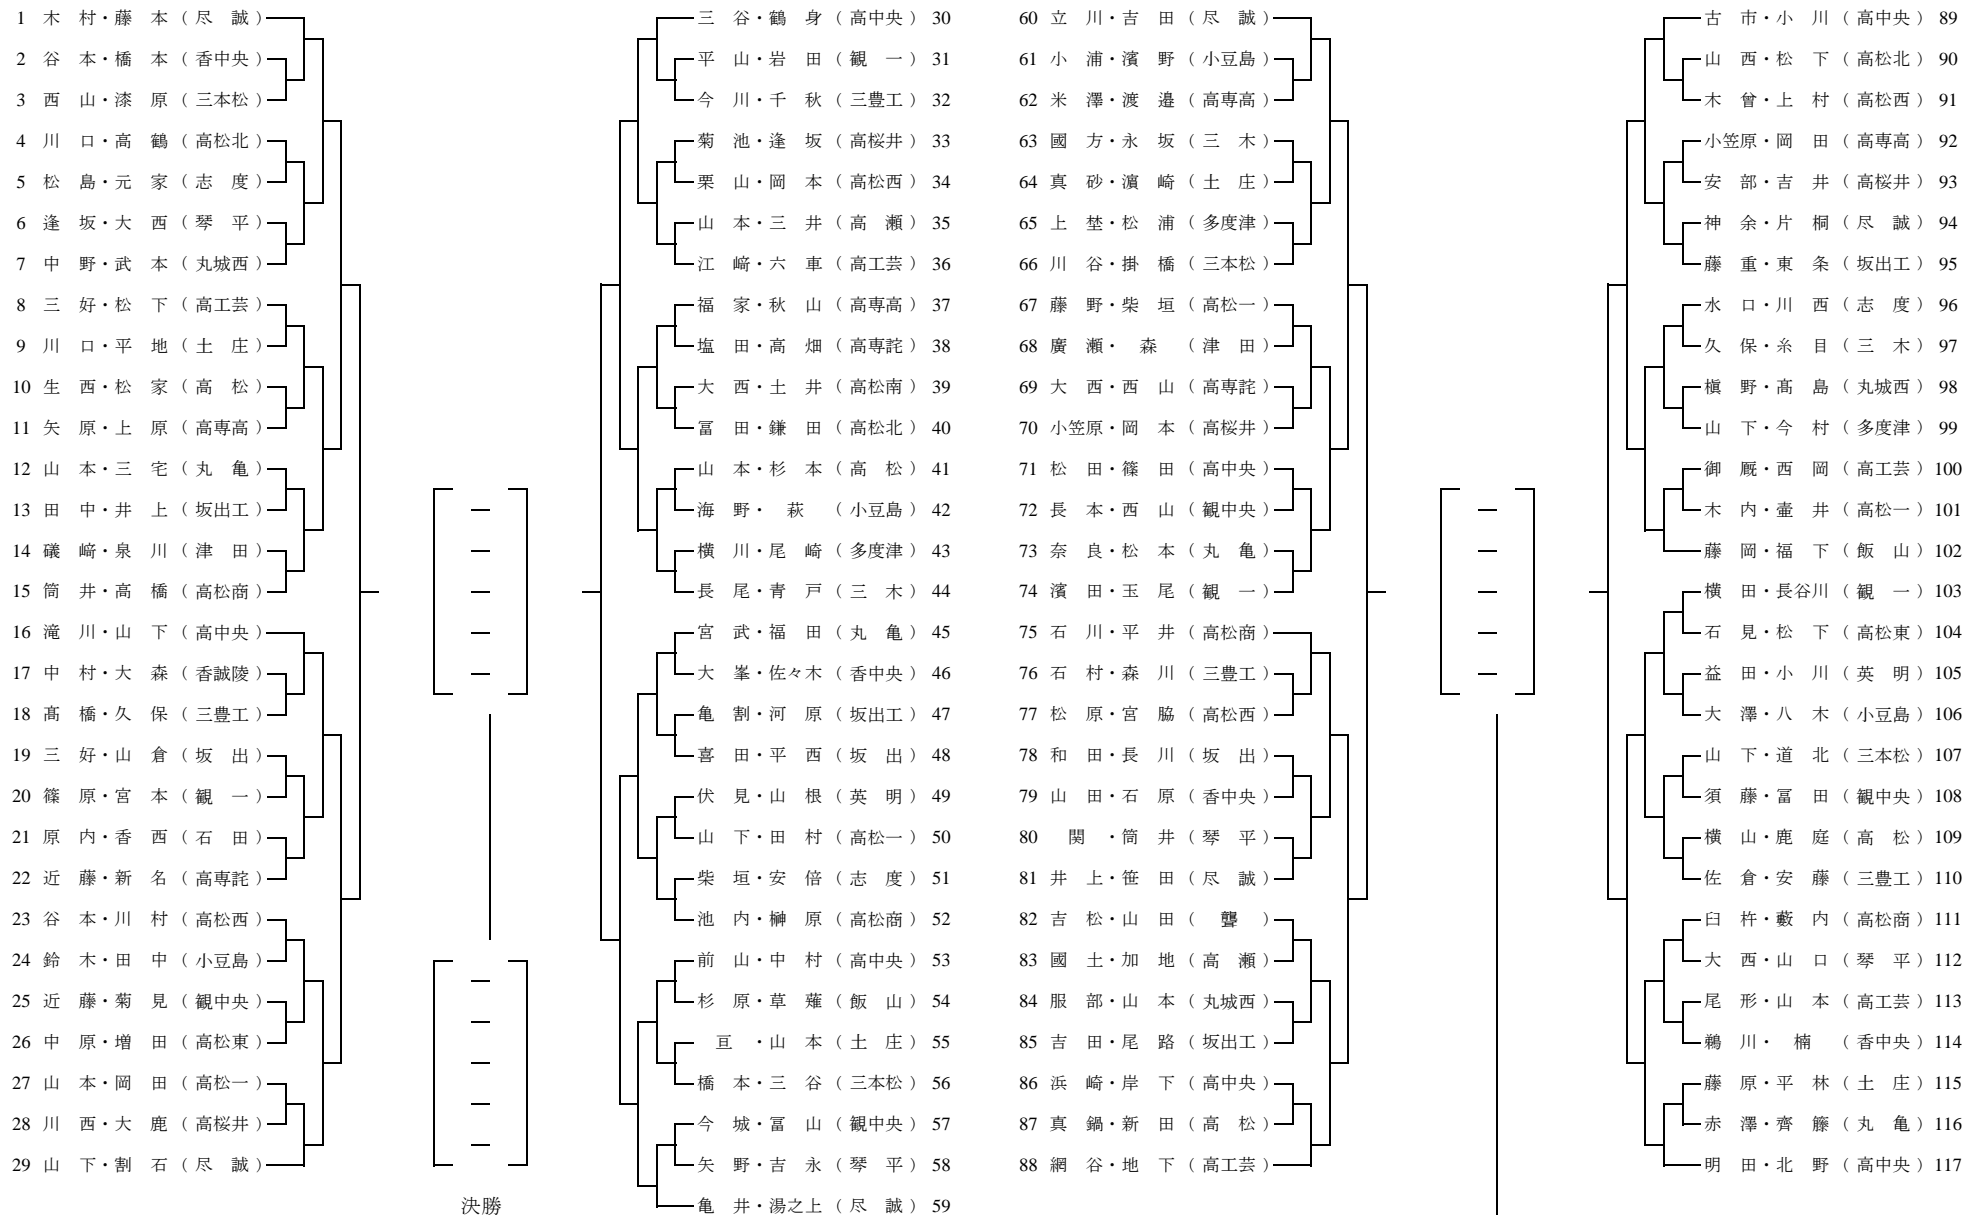 1 木 村・藤 本 ( 尽 誠 )
2 谷 本・橋 本 ( 香中央 )
3 西 山・漆 原 ( 三本松 )
4 川 口・高 鶴 ( 高松北 )
5 松 島・元 家 ( 志 度 )
6 逢 坂・大 西 ( 琴 平 )
7 中 野・武 本 ( 丸城西 )
8 三 好・松 下 ( 高工芸 )
9 川 口・平 地 ( 土 庄 )
10 生 西・松 家 ( 高 松 )
11 矢 原・上 原 ( 高専高 )
12 山 本・三 宅 ( 丸 亀 )
13 田 中・井 上 ( 坂出工 )
14 礒 﨑・泉 川 ( 津 田 )
15 筒 井・高 橋 ( 高松商 )
16 滝 川・山 下 ( 高中央 )
17 中 村・大 森 ( 香誠陵 )
18 髙 橋・久 保 ( 三豊工 )
19 三 好・山 倉 ( 坂 出 )
20 篠 原・宮 本 ( 観 一 )
21 原 内・香 西 ( 石 田 )
22 近 藤・新 名 ( 高専詫 )
23 谷 本・川 村 ( 高松西 )
24 鈴 木・田 中 ( 小豆島 )
25 近 藤・菊 見 ( 観中央 )
26 中 原・増 田 ( 高松東 )
27 山 本・岡 田 ( 高松一 )
28 川 西・大 鹿 ( 高桜井 )
29 山 下・割 石 ( 尽 誠 )
決勝
三 谷・鶴 身 ( 高中央 ) 30
平 山・岩 田 ( 観 一 ) 31
今 川・千 秋 ( 三豊工 ) 32
菊 池・逢 坂 ( 高桜井 ) 33
栗 山・岡 本 ( 高松西 ) 34
山 本・三 井 ( 高 瀬 ) 35
江 﨑・六 車 ( 高工芸 ) 36
福 家・秋 山 ( 高専高 ) 37
塩 田・高 畑 ( 高専詫 ) 38
大 西・土 井 ( 高松南 ) 39
冨 田・鎌 田 ( 高松北 ) 40
山 本・杉 本 ( 高 松 ) 41
海 野・ 萩 ( 小豆島 ) 42
横 川・尾 崎 ( 多度津 ) 43
長 尾・青 戸 ( 三 木 ) 44
宮 武・福 田 ( 丸 亀 ) 45
大 峯・佐々木 ( 香中央 ) 46
亀 割・河 原 ( 坂出工 ) 47
喜 田・平 西 ( 坂 出 ) 48
伏 見・山 根 ( 英 明 ) 49
山 下・田 村 ( 高松一 ) 50
柴 垣・安 倍 ( 志 度 ) 51
池 内・榊 原 ( 高松商 ) 52
前 山・中 村 ( 高中央 ) 53
杉 原・草 薙 ( 飯 山 ) 54
亘 ・山 本 ( 土 庄 ) 55
橋 本・三 谷 ( 三本松 ) 56
今 城・冨 山 ( 観中央 ) 57
矢 野・吉 永 ( 琴 平 ) 58
亀 井・湯之上 ( 尽 誠 ) 59
60 立 川・吉 田 ( 尽 誠 )
61 小 浦・濱 野 ( 小豆島 )
62 米 澤・渡 邉 ( 高専高 )
63 國 方・永 坂 ( 三 木 )
64 真 砂・濵 崎 ( 土 庄 )
65 上 埜・松 浦 ( 多度津 )
66 川 谷・掛 橋 ( 三本松 )
67 藤 野・柴 垣 ( 高松一 )
68 廣 瀬・ 森 ( 津 田 )
69 大 西・西 山 ( 高専詫 )
70 小笠原・岡 本 ( 高桜井 )
71 松 田・篠 田 ( 高中央 )
72 長 本・西 山 ( 観中央 )
73 奈 良・松 本 ( 丸 亀 )
74 濱 田・玉 尾 ( 観 一 )
75 石 川・平 井 ( 高松商 )
76 石 村・森 川 ( 三豊工 )
77 松 原・宮 脇 ( 高松西 )
78 和 田・長 川 ( 坂 出 )
79 山 田・石 原 ( 香中央 )
80 関 ・筒 井 ( 琴 平 )
81 井 上・笹 田 ( 尽 誠 )
82 吉 松・山 田 ( 聾 )
83 國 土・加 地 ( 高 瀬 )
84 服 部・山 本 ( 丸城西 )
85 吉 田・尾 路 ( 坂出工 )
86 浜 崎・岸 下 ( 高中央 )
87 真 鍋・新 田 ( 高 松 )
88 網 谷・地 下 ( 高工芸 )
古 市・小 川 ( 高中央 ) 89
山 西・松 下 ( 高松北 ) 90
木 曾・上 村 ( 高松西 ) 91
小笠原・岡 田 ( 高専高 ) 92
安 部・吉 井 ( 高桜井 ) 93
神 余・片 桐 ( 尽 誠 ) 94
藤 重・東 条 ( 坂出工 ) 95
水 口・川 西 ( 志 度 ) 96
久 保・糸 目 ( 三 木 ) 97
槇 野・髙 島 ( 丸城西 ) 98
山 下・今 村 ( 多度津 ) 99
御 厩・西 岡 ( 高工芸 ) 100
木 内・壷 井 ( 高松一 ) 101
藤 岡・福 下 ( 飯 山 ) 102
横 田・長谷川 ( 観 一 ) 103
石 見・松 下 ( 高松東 ) 104
益 田・小 川 ( 英 明 ) 105
大 澤・八 木 ( 小豆島 ) 106
山 下・道 北 ( 三本松 ) 107
須 藤・冨 田 ( 観中央 ) 108
横 山・鹿 庭 ( 高 松 ) 109
佐 倉・安 藤 ( 三豊工 ) 110
臼 杵・藪 内 ( 高松商 ) 111
大 西・山 口 ( 琴 平 ) 112
尾 形・山 本 ( 高工芸 ) 113
鵜 川・ 楠 ( 香中央 ) 114
藤 原・平 林 ( 土 庄 ) 115
赤 澤・齊 籐 ( 丸 亀 ) 116
明 田・北 野 ( 高中央 ) 117